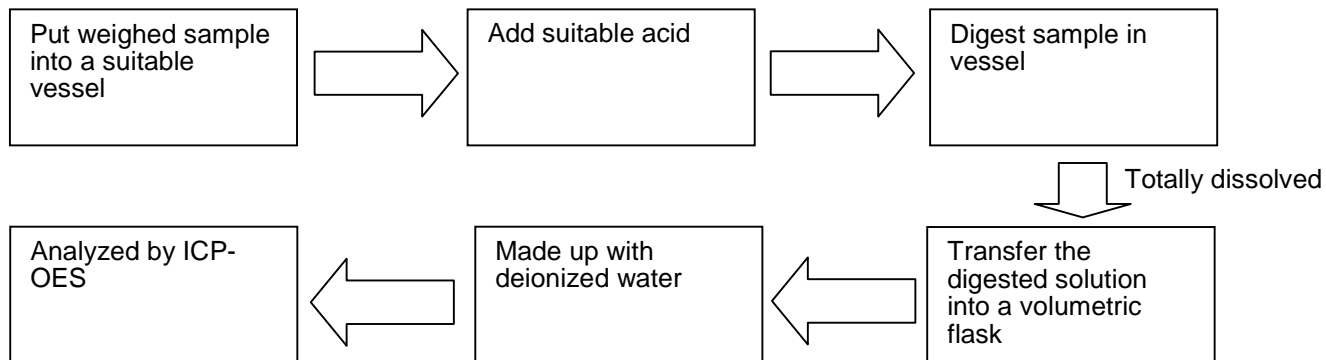 Put weighed sample
into a suitable
vessel
Add suitable acid
Digest sample in
vessel
Totally dissolved
Transfer the
digested solution
into a volumetric
flask
Made up with
deionized water
Analyzed by ICP-
OES